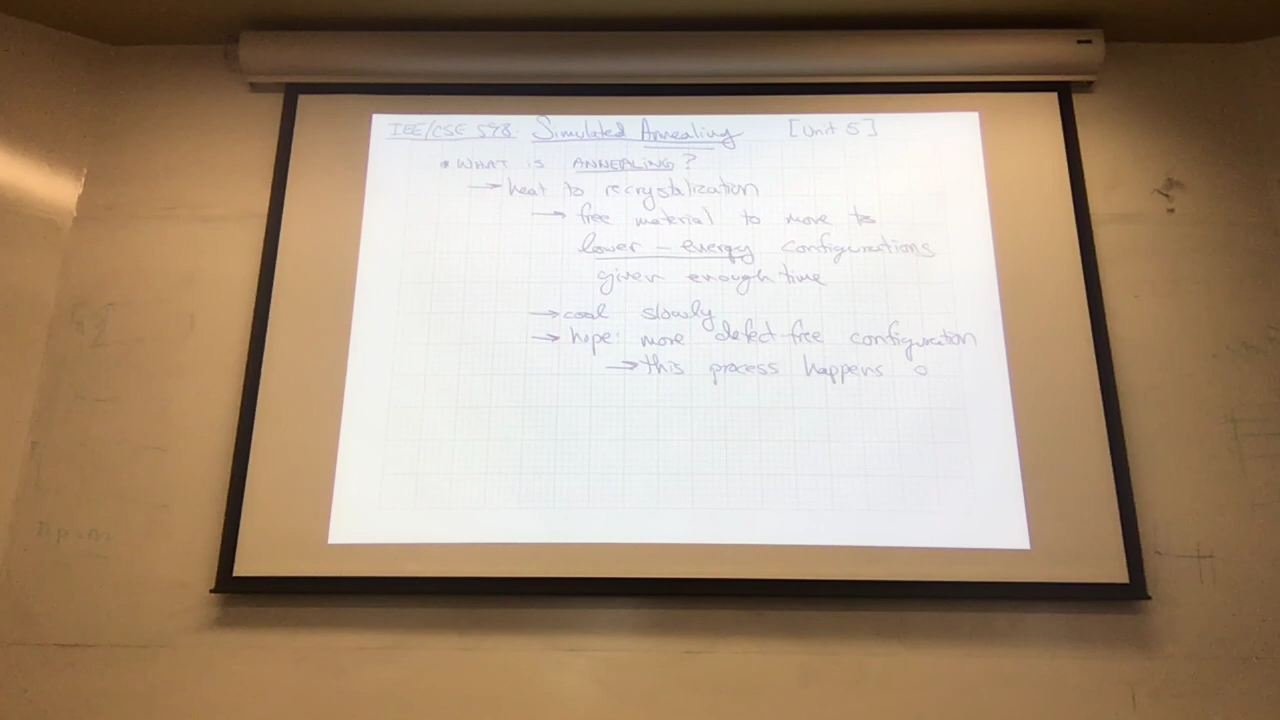 IEE/CSE 598: Simulated Annealing [Unit 5]
• WHAT IS ANNEALING?
→ heat to recrystalization
→ free material to move to
lower-energy configurations
given enough time
→ cool slowly
→ hope: more defect-free configuration
→ this process happens o